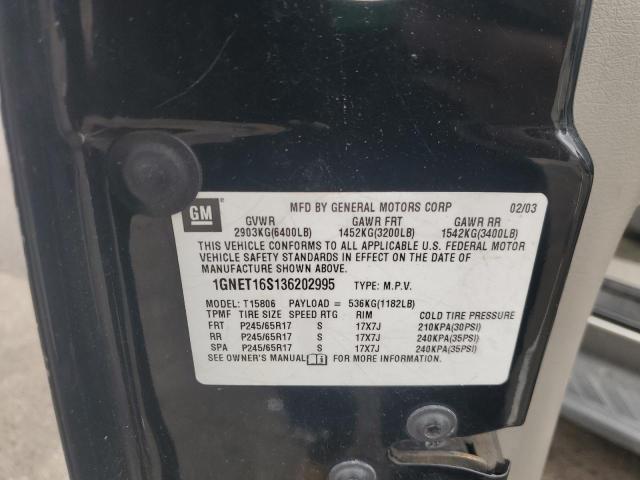 GM MFD BY GENERAL MOTORS CORP 02/03
GVWR GAWR FRT GAWR RR
2903KG(6400LB) 1452KG(3200LB) 1542KG(3400LB)
THIS VEHICLE CONFORMS TO ALL APPLICABLE U.S. FEDERAL MOTOR
VEHICLE SAFETY STANDARDS IN EFFECT ON THE DATE OF
MANUFACTURE SHOWN ABOVE.
1GNET16S136202995 TYPE: M.P.V.
MODEL: T15806 PAYLOAD = 536KG(1182LB)
TPMF TIRE SIZE SPEED RTG RIM COLD TIRE PRESSURE
FRT P245/65R17 S 17X7J 210KPA(30PSI)
RR P245/65R17 S 17X7J 240KPA(35PSI)
SPA P245/65R17 S 17X7J 240KPA(35PSI)
SEE OWNER'S MANUAL FOR MORE INFORMATION.